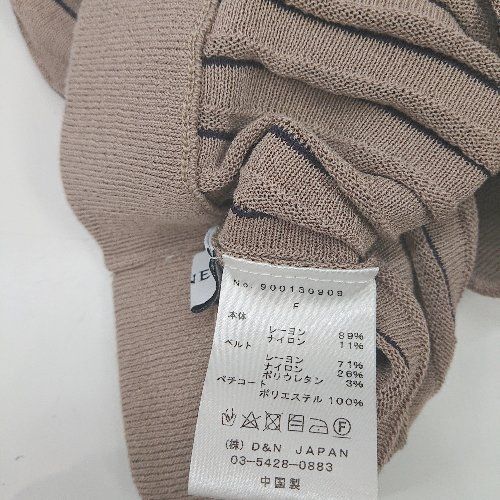 NE
No. 900130909
F
本体
レーヨン 89%
ナイロン 11%
ベルト
レーヨン 71%
ナイロン 26%
ポリウレタン 3%
ペチコート
ポリエステル 100%
(株) D&N JAPAN
03-5428-0883
中国製